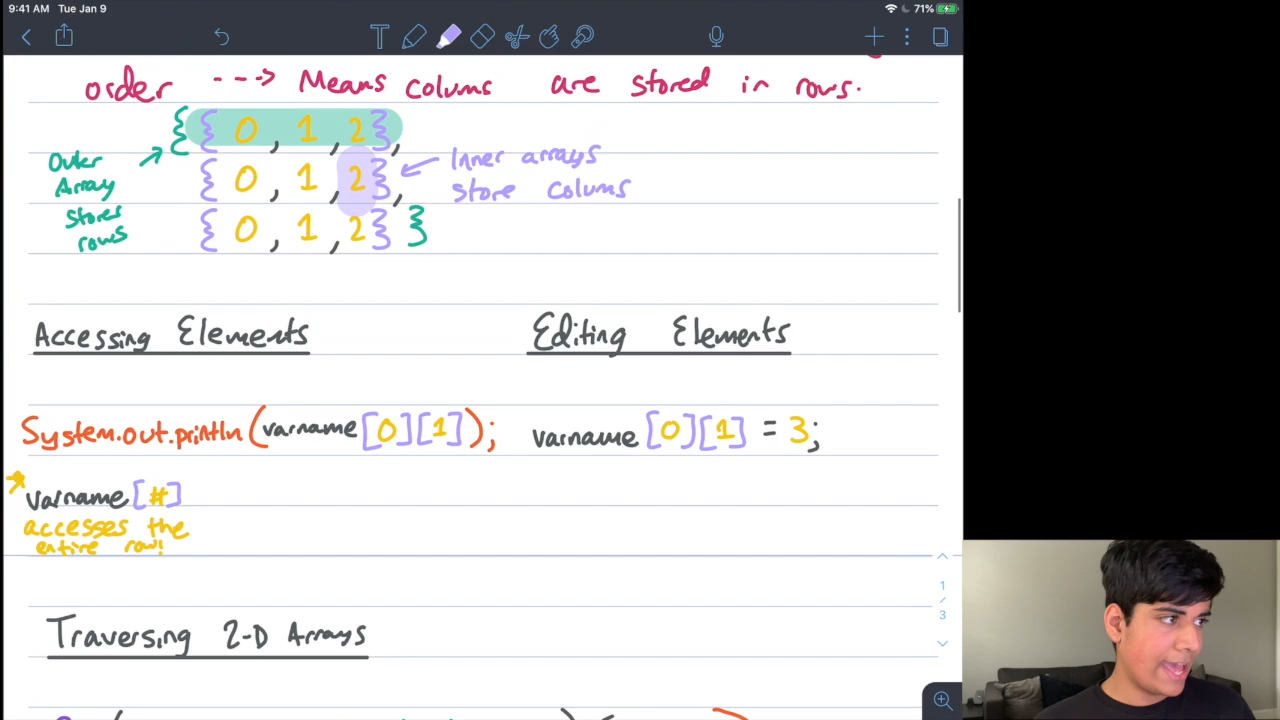 9:41 AM Tue Jan 9
71%
order ---> Means colums are stored in rows.
{{ 0 , 1 , 2 },
{ 0 , 1 , 2 },
{ 0 , 1 , 2 }}
Outer
Array
Stores
rows
Inner arrays
store colums
Accessing Elements
Editing Elements
System.out.println(varname[0][1]);
varname[0][1] = 3;
varname[#]
accesses the
entire row!
1
/
3
Traversing 2-D Arrays